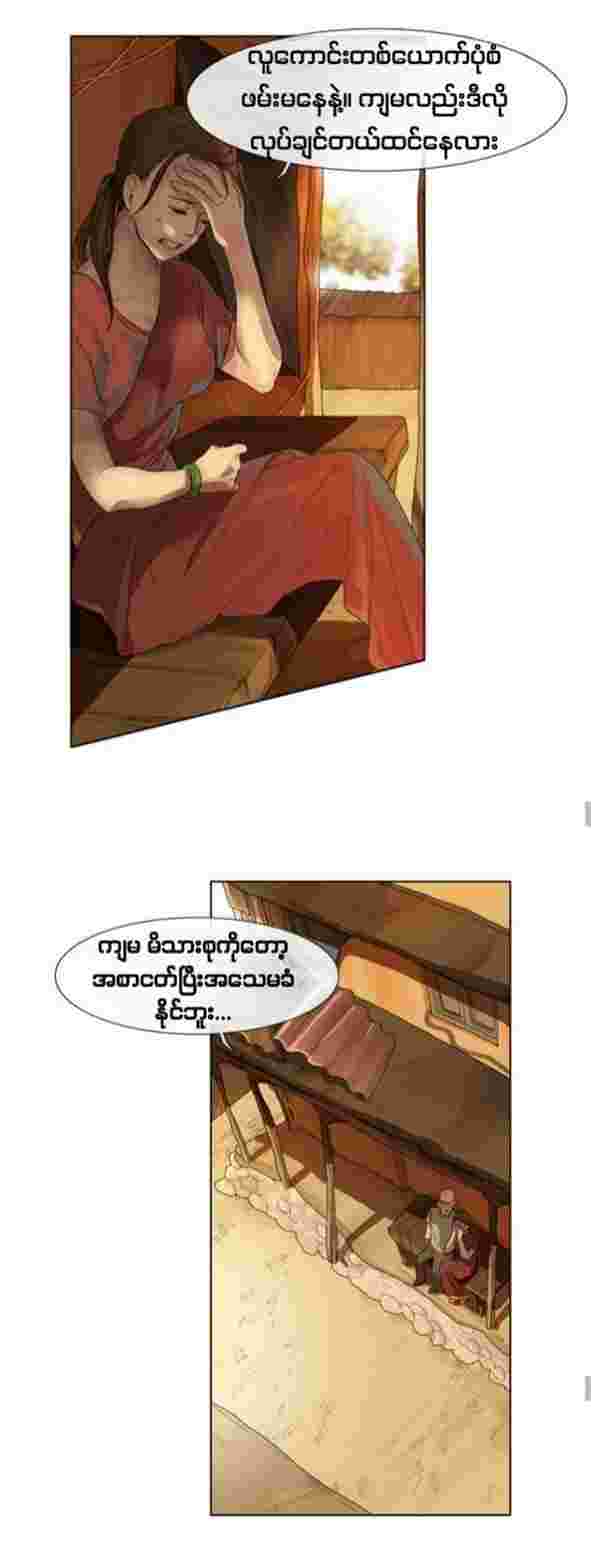 လူကောင်းတစ်ယောက်ပုံစံ
ဖမ်းမနေနဲ့။ ကျမလည်းဒီလို
လုပ်ချင်တယ်ထင်နေလား
ကျမ မိသားစုကိုတော့
အစာငတ်ပြီးအသေမခံ
နိုင်ဘူး...